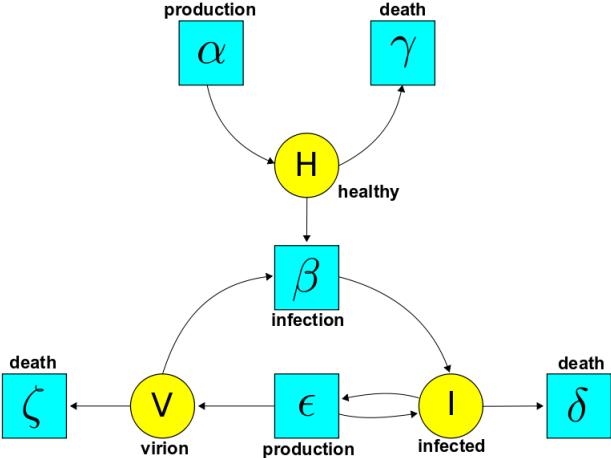 production
death
α
γ
H
healthy
β
infection
death
death
ζ
V
ϵ
I
δ
virion
production
infected